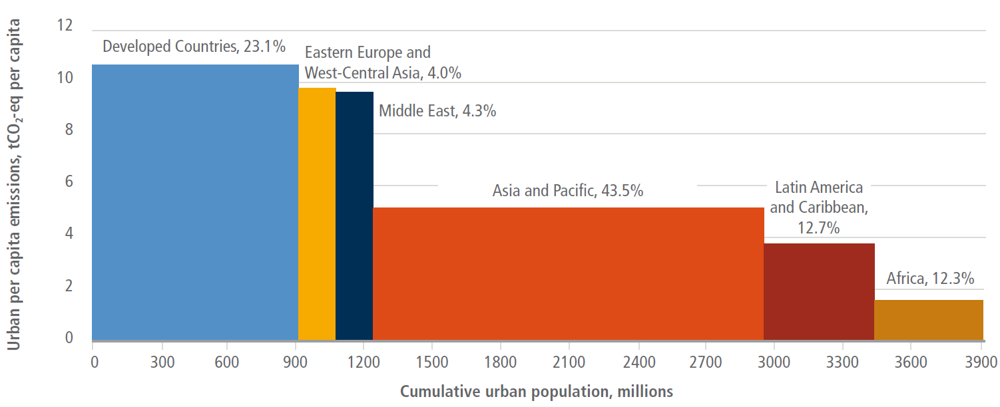 Urban per capita emissions, tCO₂-eq per capita
12
10
8
6
4
2
0
Developed Countries, 23.1%
Eastern Europe and
West-Central Asia, 4.0%
Middle East, 4.3%
Asia and Pacific, 43.5%
Latin America
and Caribbean,
12.7%
Africa, 12.3%
0 300 600 900 1200 1500 1800 2100 2400 2700 3000 3300 3600 3900
Cumulative urban population, millions